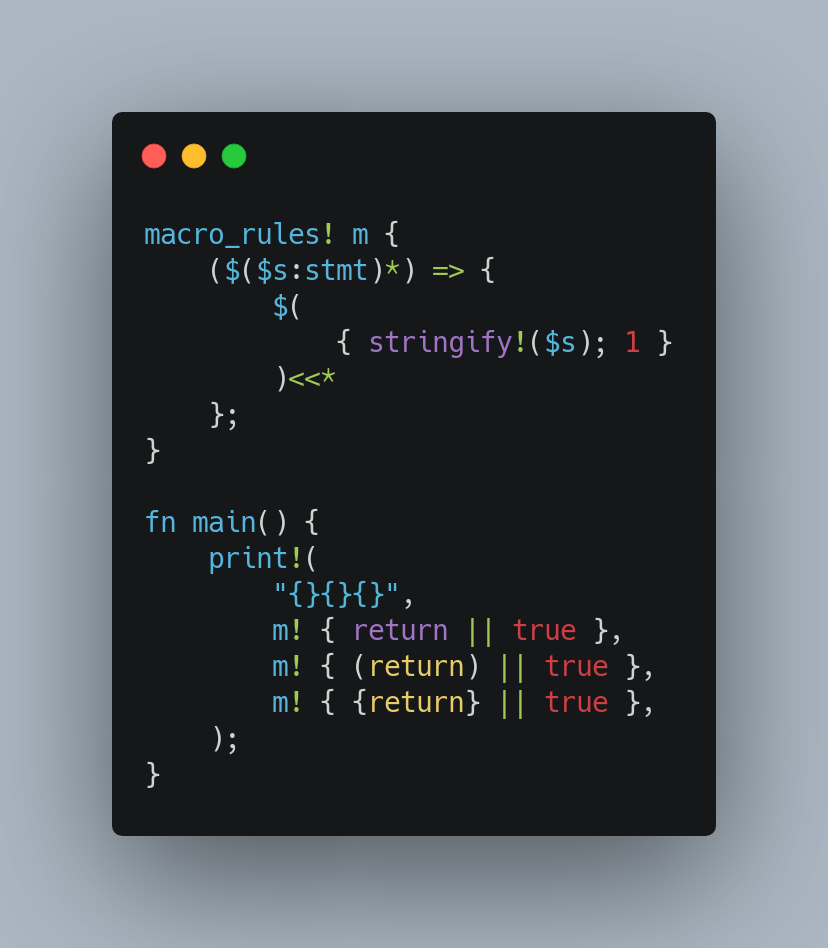 macro_rules! m {
    ($($s:stmt)*) => {
        $(
            { stringify!($s); 1 }
        )<<*
    };
}

fn main() {
    print!(
        "{}{}{}",
        m! { return || true },
        m! { (return) || true },
        m! { {return} || true },
    );
}